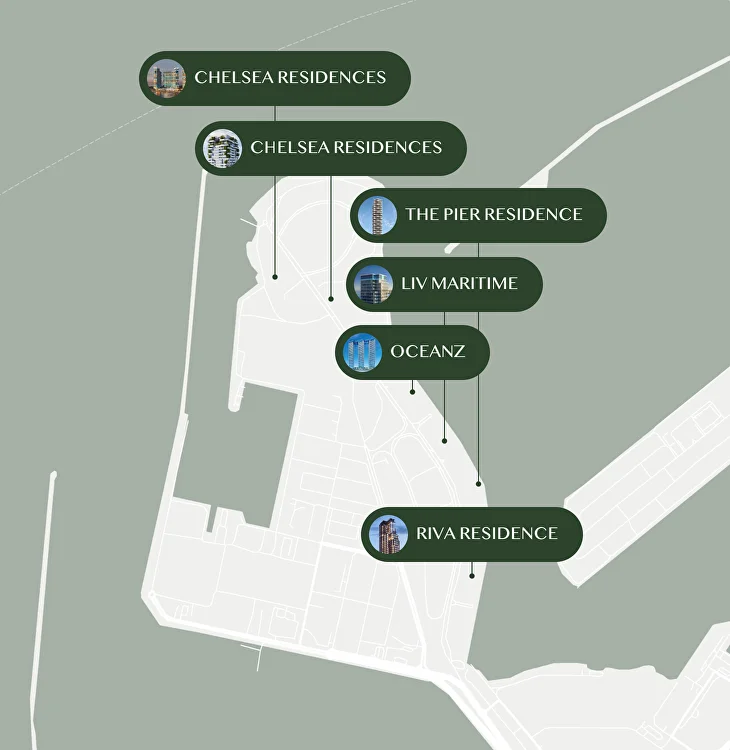 CHELSEA RESIDENCES
CHELSEA RESIDENCES
THE PIER RESIDENCE
LIV MARITIME
OCEANZ
RIVA RESIDENCE